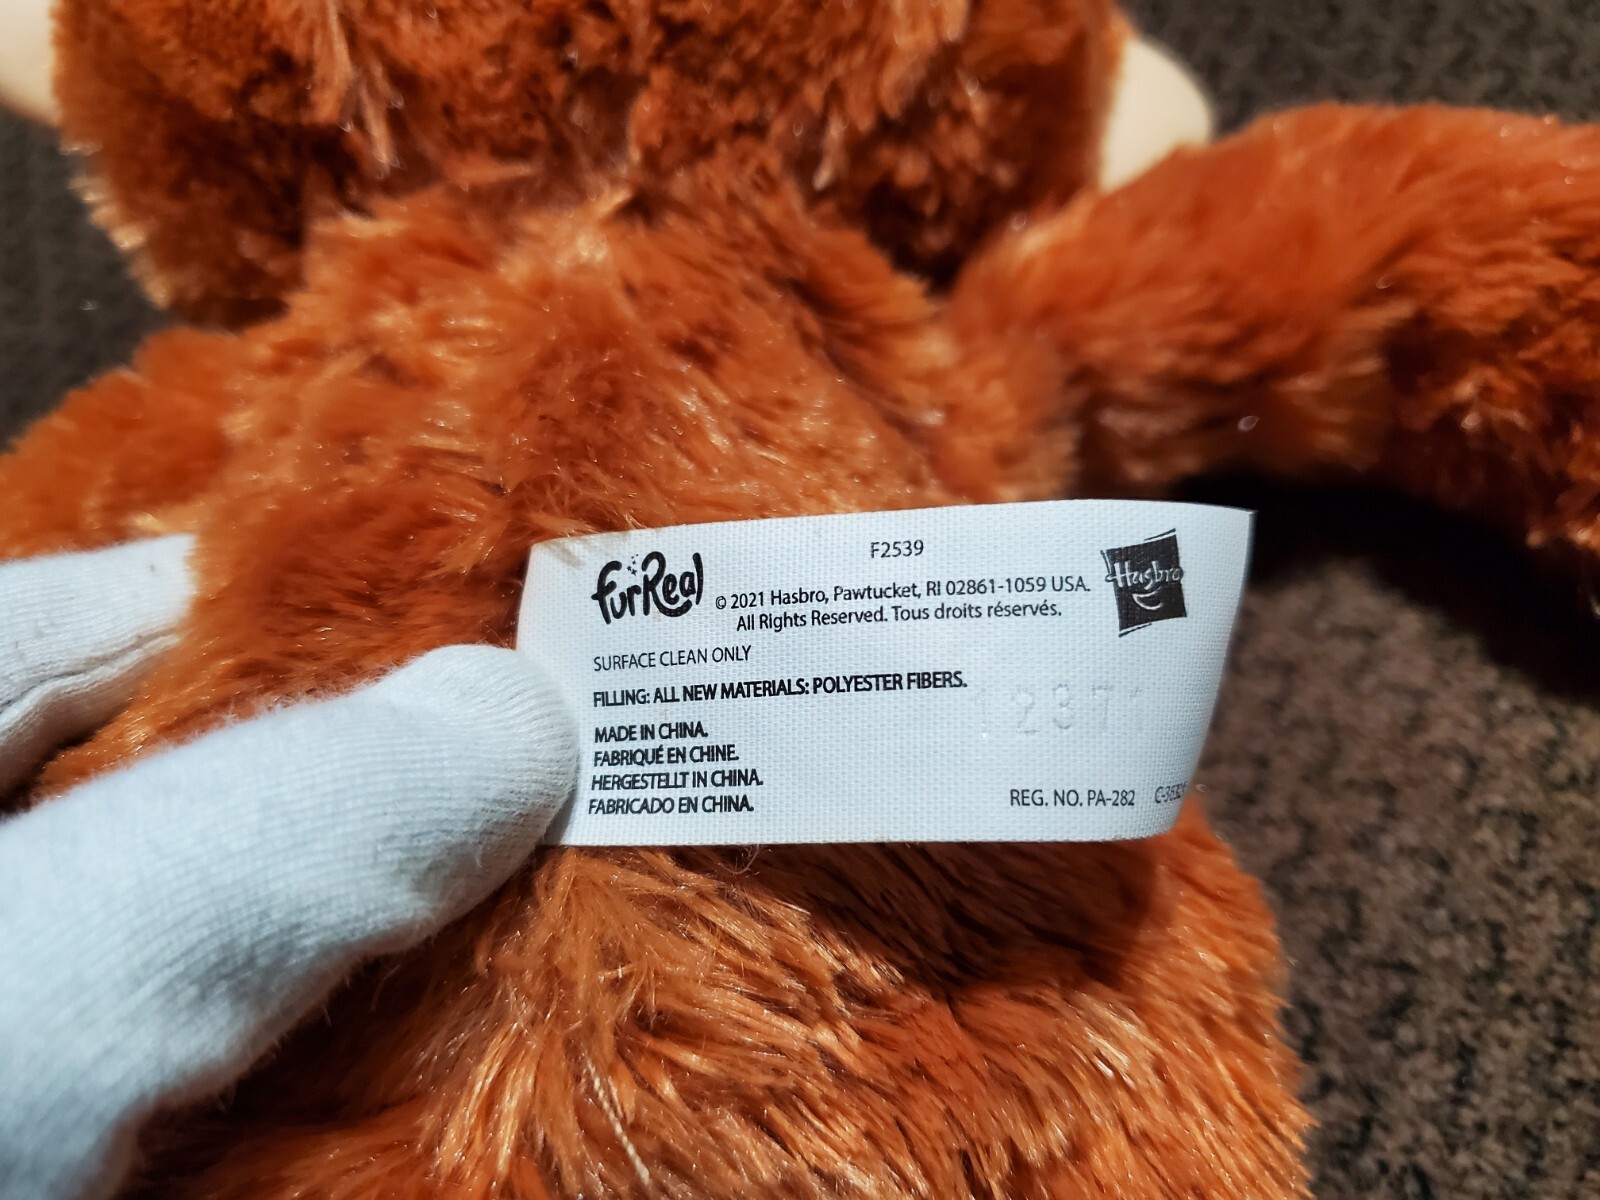 FurReal
F2539
© 2021 Hasbro, Pawtucket, RI 02861-1059 USA.
All Rights Reserved. Tous droits réservés.
Hasbro
SURFACE CLEAN ONLY
FILLING: ALL NEW MATERIALS: POLYESTER FIBERS.
MADE IN CHINA.
FABRIQUÉ EN CHINE.
HERGESTELLT IN CHINA.
FABRICADO EN CHINA.
REG. NO. PA-282